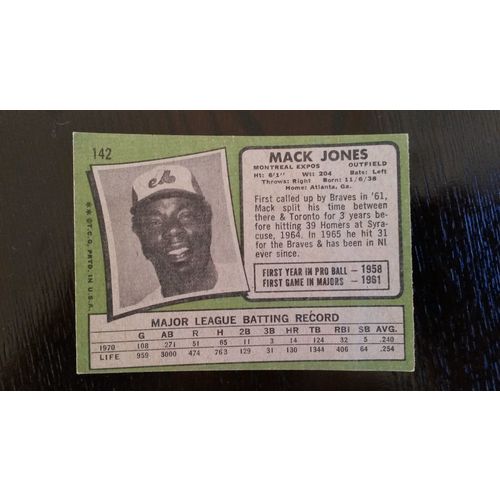 142
MACK JONES
MONTREAL EXPOS OUTFIELD
Ht: 6'1" Wt: 204 Bats: Left
Throws: Right Born: 11/6/38
Home: Atlanta, Ga.
First called up by Braves in '61,
Mack split his time between
there & Toronto for 3 years be-
fore hitting 39 Homers at Syra-
cuse, 1964. In 1965 he hit 31
for the Braves & has been in NL
ever since.
FIRST YEAR IN PRO BALL — 1958
FIRST GAME IN MAJORS — 1961
**©T.C.G. PRTD. IN U.S.A.
MAJOR LEAGUE BATTING RECORD
G AB R H 2B 3B HR TB RBI SB AVG.
1970 108 271 51 65 11 3 14 124 32 5 .240
LIFE 959 3000 474 763 129 31 130 1344 406 64 .254